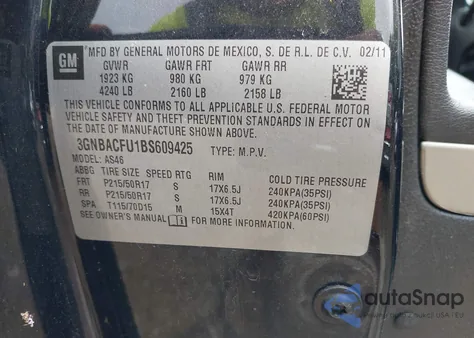 GM
MFD BY GENERAL MOTORS DE MEXICO, S. DE R.L. DE C.V. 02/11
GVWR GAWR FRT GAWR RR
1923 KG 980 KG 979 KG
4240 LB 2160 LB 2158 LB
THIS VEHICLE CONFORMS TO ALL APPLICABLE U.S. FEDERAL MOTOR
VEHICLE SAFETY AND THEFT PREVENTION STANDARDS IN EFFECT ON THE DATE OF
MANUFACTURE SHOWN ABOVE.
3GNBACFU1BS609425 TYPE: M.P.V.
MODEL: AS46
ABBG TIRE SIZE SPEED RTG RIM COLD TIRE PRESSURE
FRT P215/50R17 S 17X6.5J 240KPA(35PSI)
RR P215/50R17 S 17X6.5J 240KPA(35PSI)
SPA T115/70D15 M 15X4T 420KPA(60PSI)
SEE OWNER'S MANUAL FOR MORE INFORMATION.
autoSnap